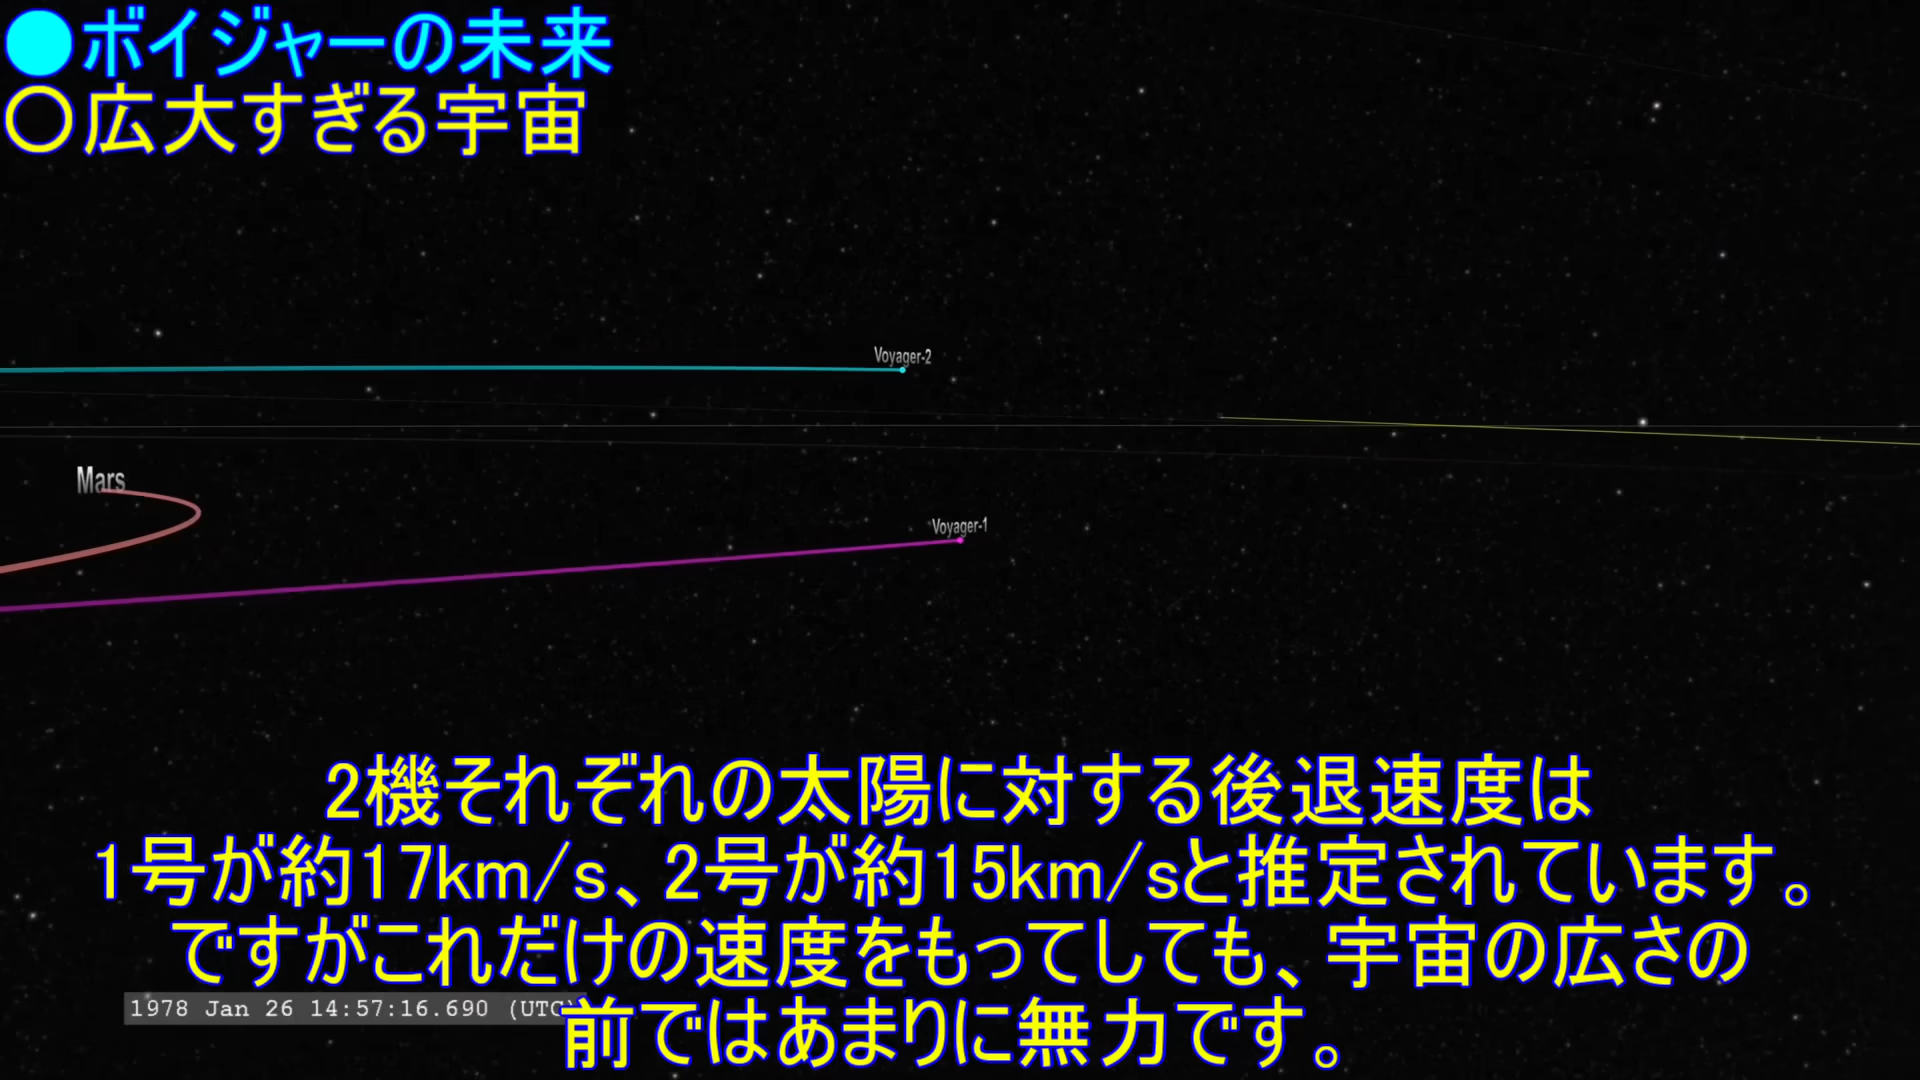 ●ボイジャーの未来
○広大すぎる宇宙
Voyager-2
Mars
Voyager-1
2機それぞれの太陽に対する後退速度は
1号が約17km/s、2号が約15km/sと推定されています。
ですがこれだけの速度をもってしても、宇宙の広さの
前ではあまりに無力です。
1978 Jan 26 14:57:16.690 (UTC)